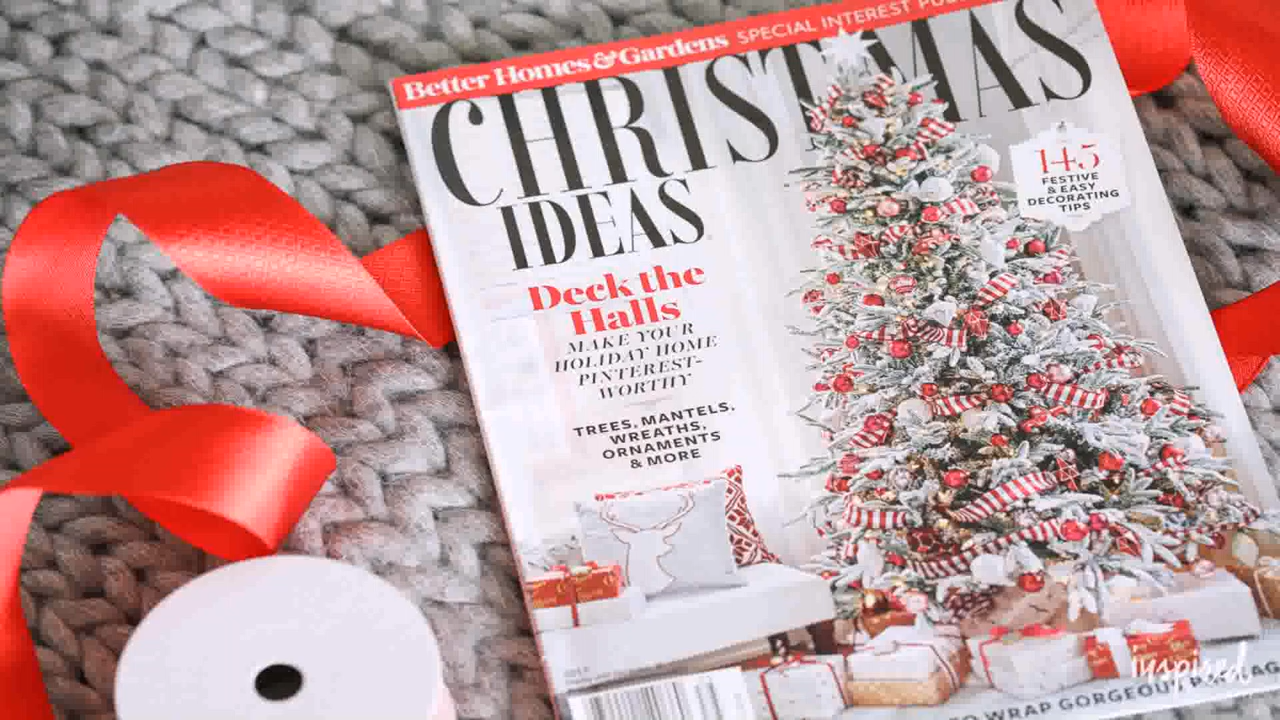 Better Homes & Gardens SPECIAL INTEREST
CHRISTMAS
IDEAS
145
FESTIVE
& EASY
DECORATING
TIPS
Deck the
Halls
MAKE YOUR
HOLIDAY HOME
PINTEREST-
WORTHY
TREES, MANTELS,
WREATHS,
ORNAMENTS
& MORE
TO WRAP GORGEOUS
inspired